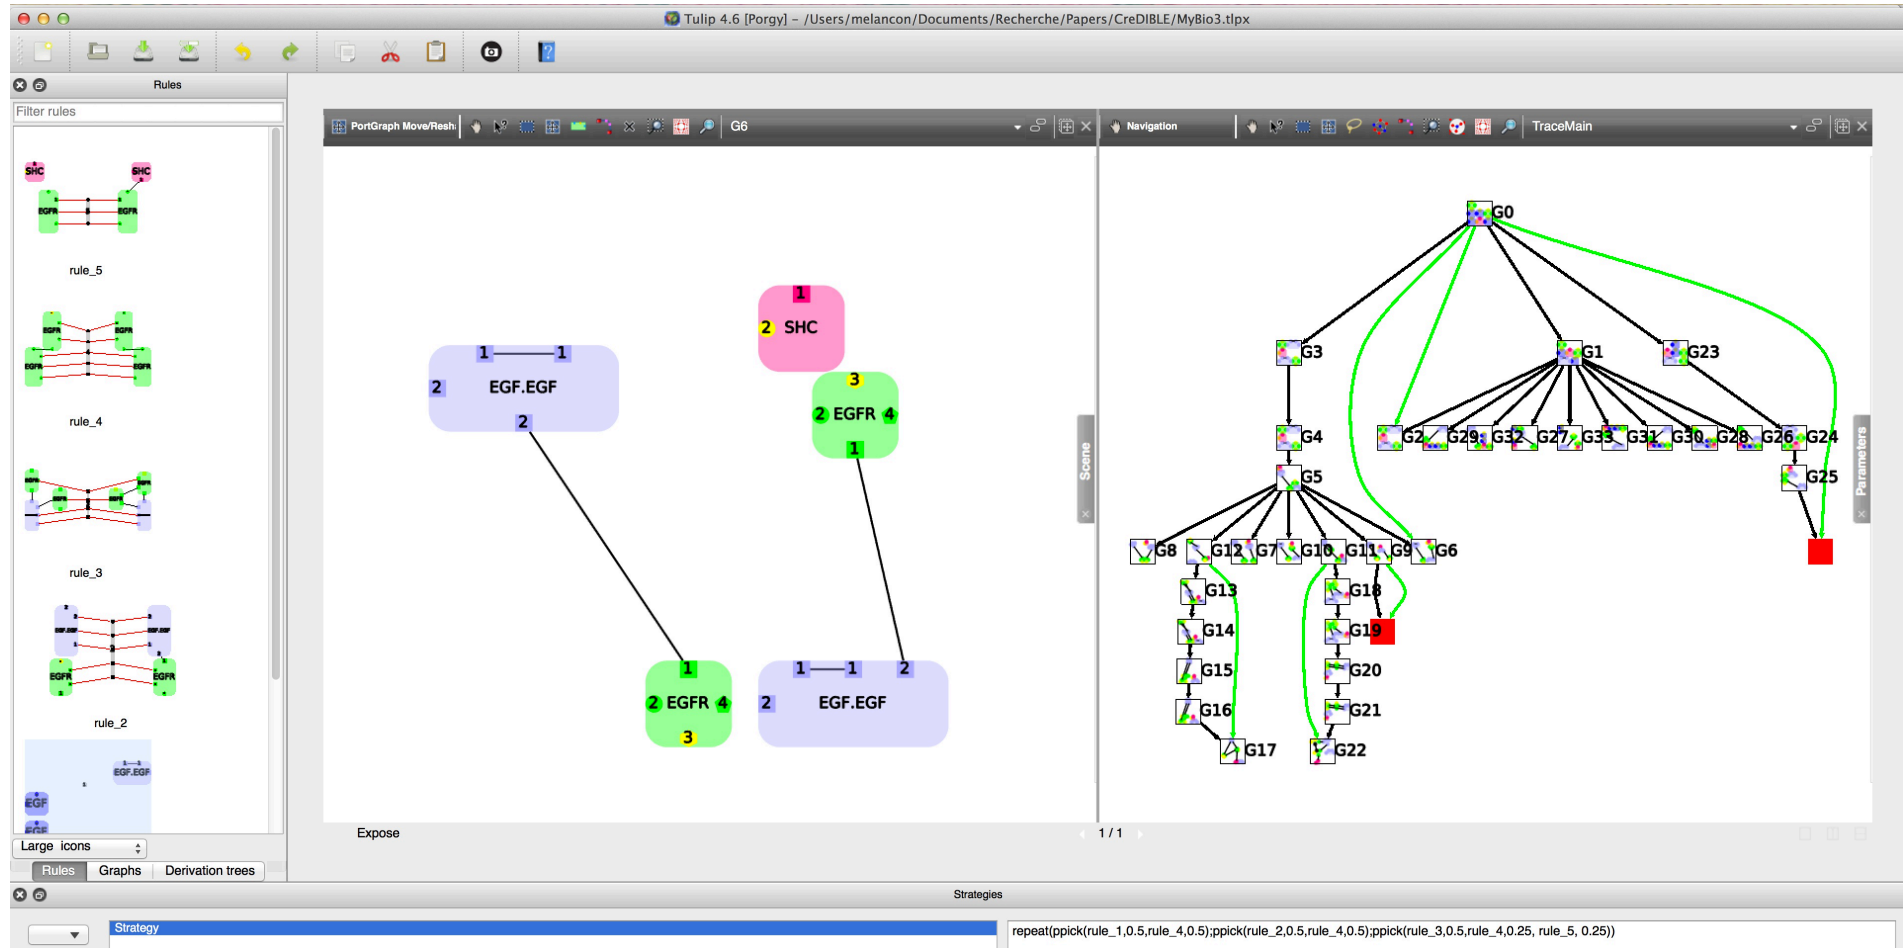 Tulip 4.6 [Porgy] – /Users/melancon/Documents/Recherche/Papers/CreDIBLE/MyBio3.tlpx
Rules
Filter rules
SHC SHC
EGFR EGFR
rule_5
EGFR EGFR
EGFR EGFR
rule_4
rule_3
EGF.EGF EGF.EGF
EGFR EGFR
rule_2
EGF.EGF
EGF
EGF
Large icons
Rules Graphs Derivation trees
PortGraph Move/Resh
G6
1 1
2 EGF.EGF
2
1
2 SHC
3
2 EGFR 4
1
1
2 EGFR 4
3
1 1 2
2 EGF.EGF
Scene
Navigation
TraceMain
G0
G3 G1 G23
G4 G2 G29 G32 G27 G33 G31 G30 G28 G26 G24
G5 G25
G8 G12 G7 G10 G11 G9 G6
G13 G18
G14 G19
G15 G20
G16 G21
G17 G22
Parameters
Expose
1 / 1
Strategies
Strategy
repeat(ppick(rule_1,0.5,rule_4,0.5);ppick(rule_2,0.5,rule_4,0.5);ppick(rule_3,0.5,rule_4,0.25, rule_5, 0.25))